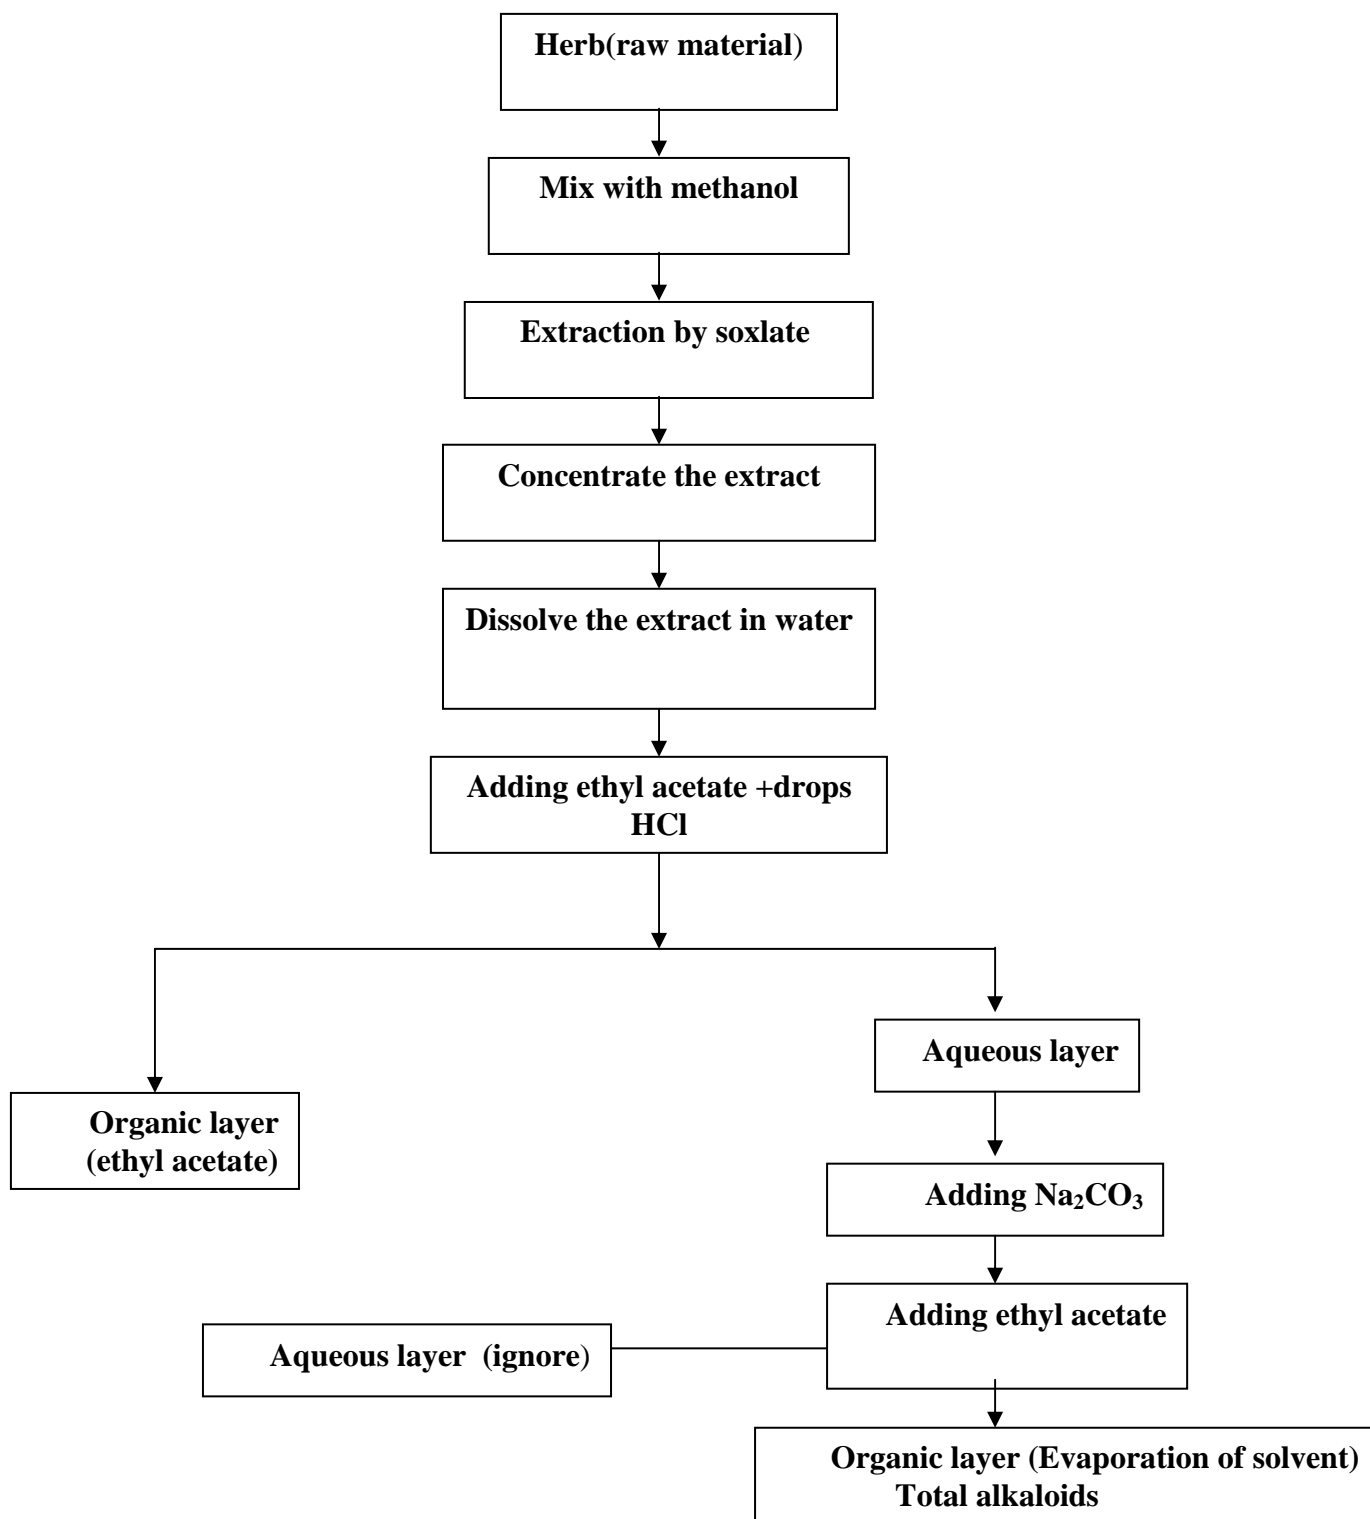 Herb(raw material)
Mix with methanol
Extraction by soxlate
Concentrate the extract
Dissolve the extract in water
Adding ethyl acetate +drops
HCl
Aqueous layer
Organic layer
(ethyl acetate)
Adding Na₂CO₃
Adding ethyl acetate
Aqueous layer (ignore)
Organic layer (Evaporation of solvent)
Total alkaloids